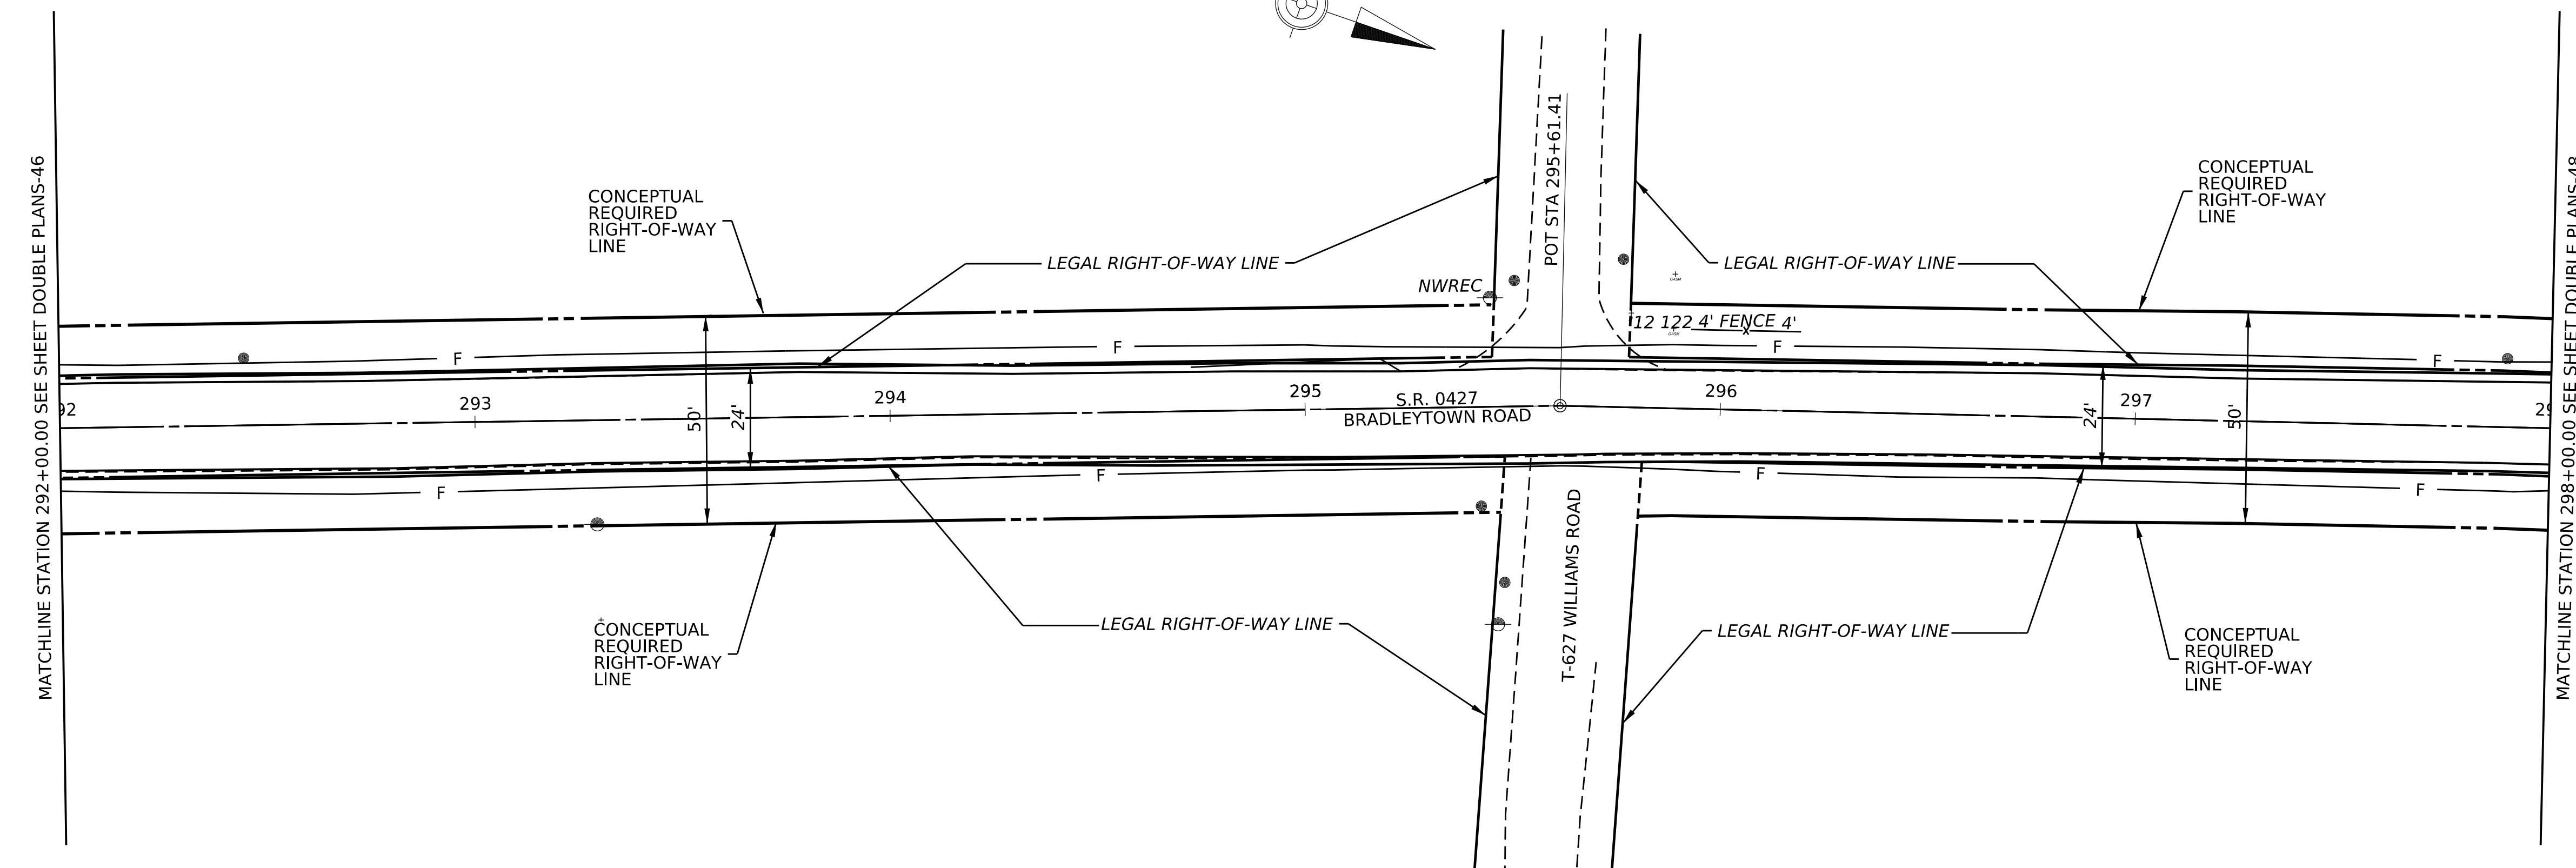 MATCHLINE STATION 292+00.00 SEE SHEET DOUBLE PLANS-46
CONCEPTUAL
REQUIRED
RIGHT-OF-WAY
LINE
LEGAL RIGHT-OF-WAY LINE
POT STA 295+61.41
LEGAL RIGHT-OF-WAY LINE
CONCEPTUAL
REQUIRED
RIGHT-OF-WAY
LINE
NWREC
12 122 4' FENCE 4'
x
GASM
GASM
F
F
F
F
92
293
294
295
296
297
29
50'
24'
S.R. 0427
BRADLEYTOWN ROAD
24'
50'
F
F
F
F
T-627 WILLIAMS ROAD
CONCEPTUAL
REQUIRED
RIGHT-OF-WAY
LINE
LEGAL RIGHT-OF-WAY LINE
LEGAL RIGHT-OF-WAY LINE
CONCEPTUAL
REQUIRED
RIGHT-OF-WAY
LINE
MATCHLINE STATION 298+00.00 SEE SHEET DOUBLE PLANS-48